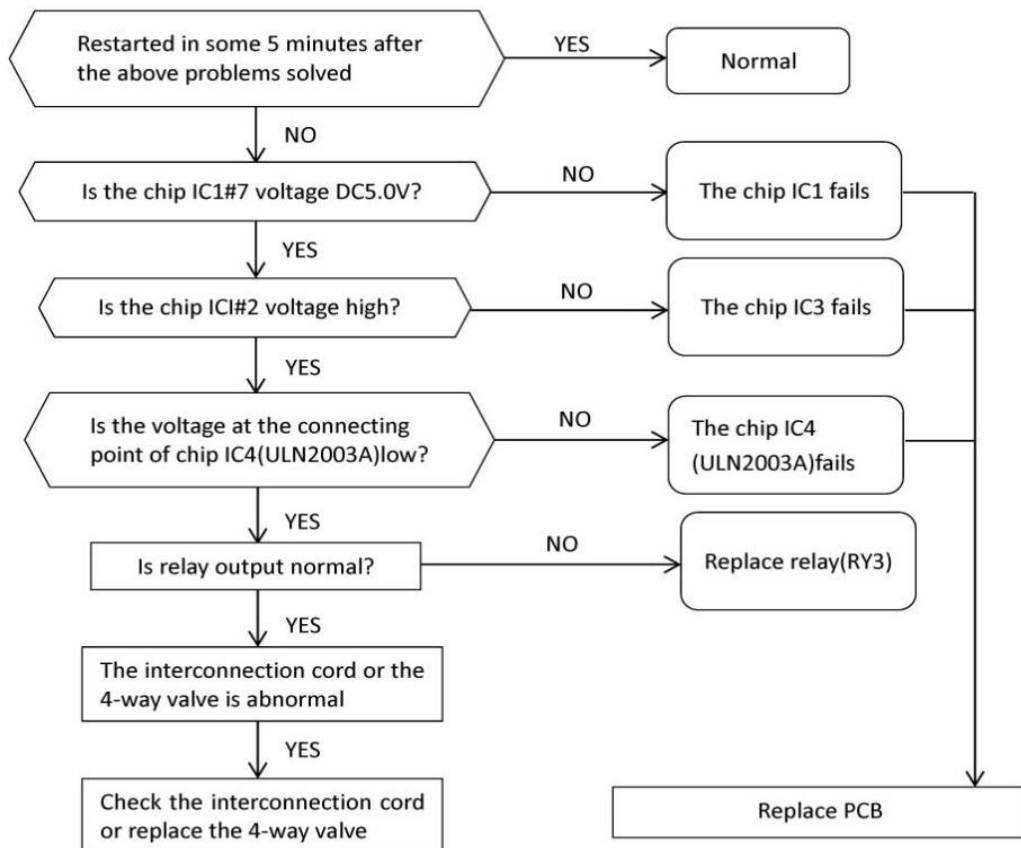 Restarted in some 5 minutes after
the above problems solved
YES
Normal
NO
Is the chip IC1#7 voltage DC5.0V?
NO
The chip IC1 fails
YES
Is the chip ICI#2 voltage high?
NO
The chip IC3 fails
YES
Is the voltage at the connecting
point of chip IC4(ULN2003A)low?
NO
The chip IC4
(ULN2003A)fails
YES
Is relay output normal?
NO
Replace relay(RY3)
YES
The interconnection cord or the
4-way valve is abnormal
YES
Check the interconnection cord
or replace the 4-way valve
Replace PCB